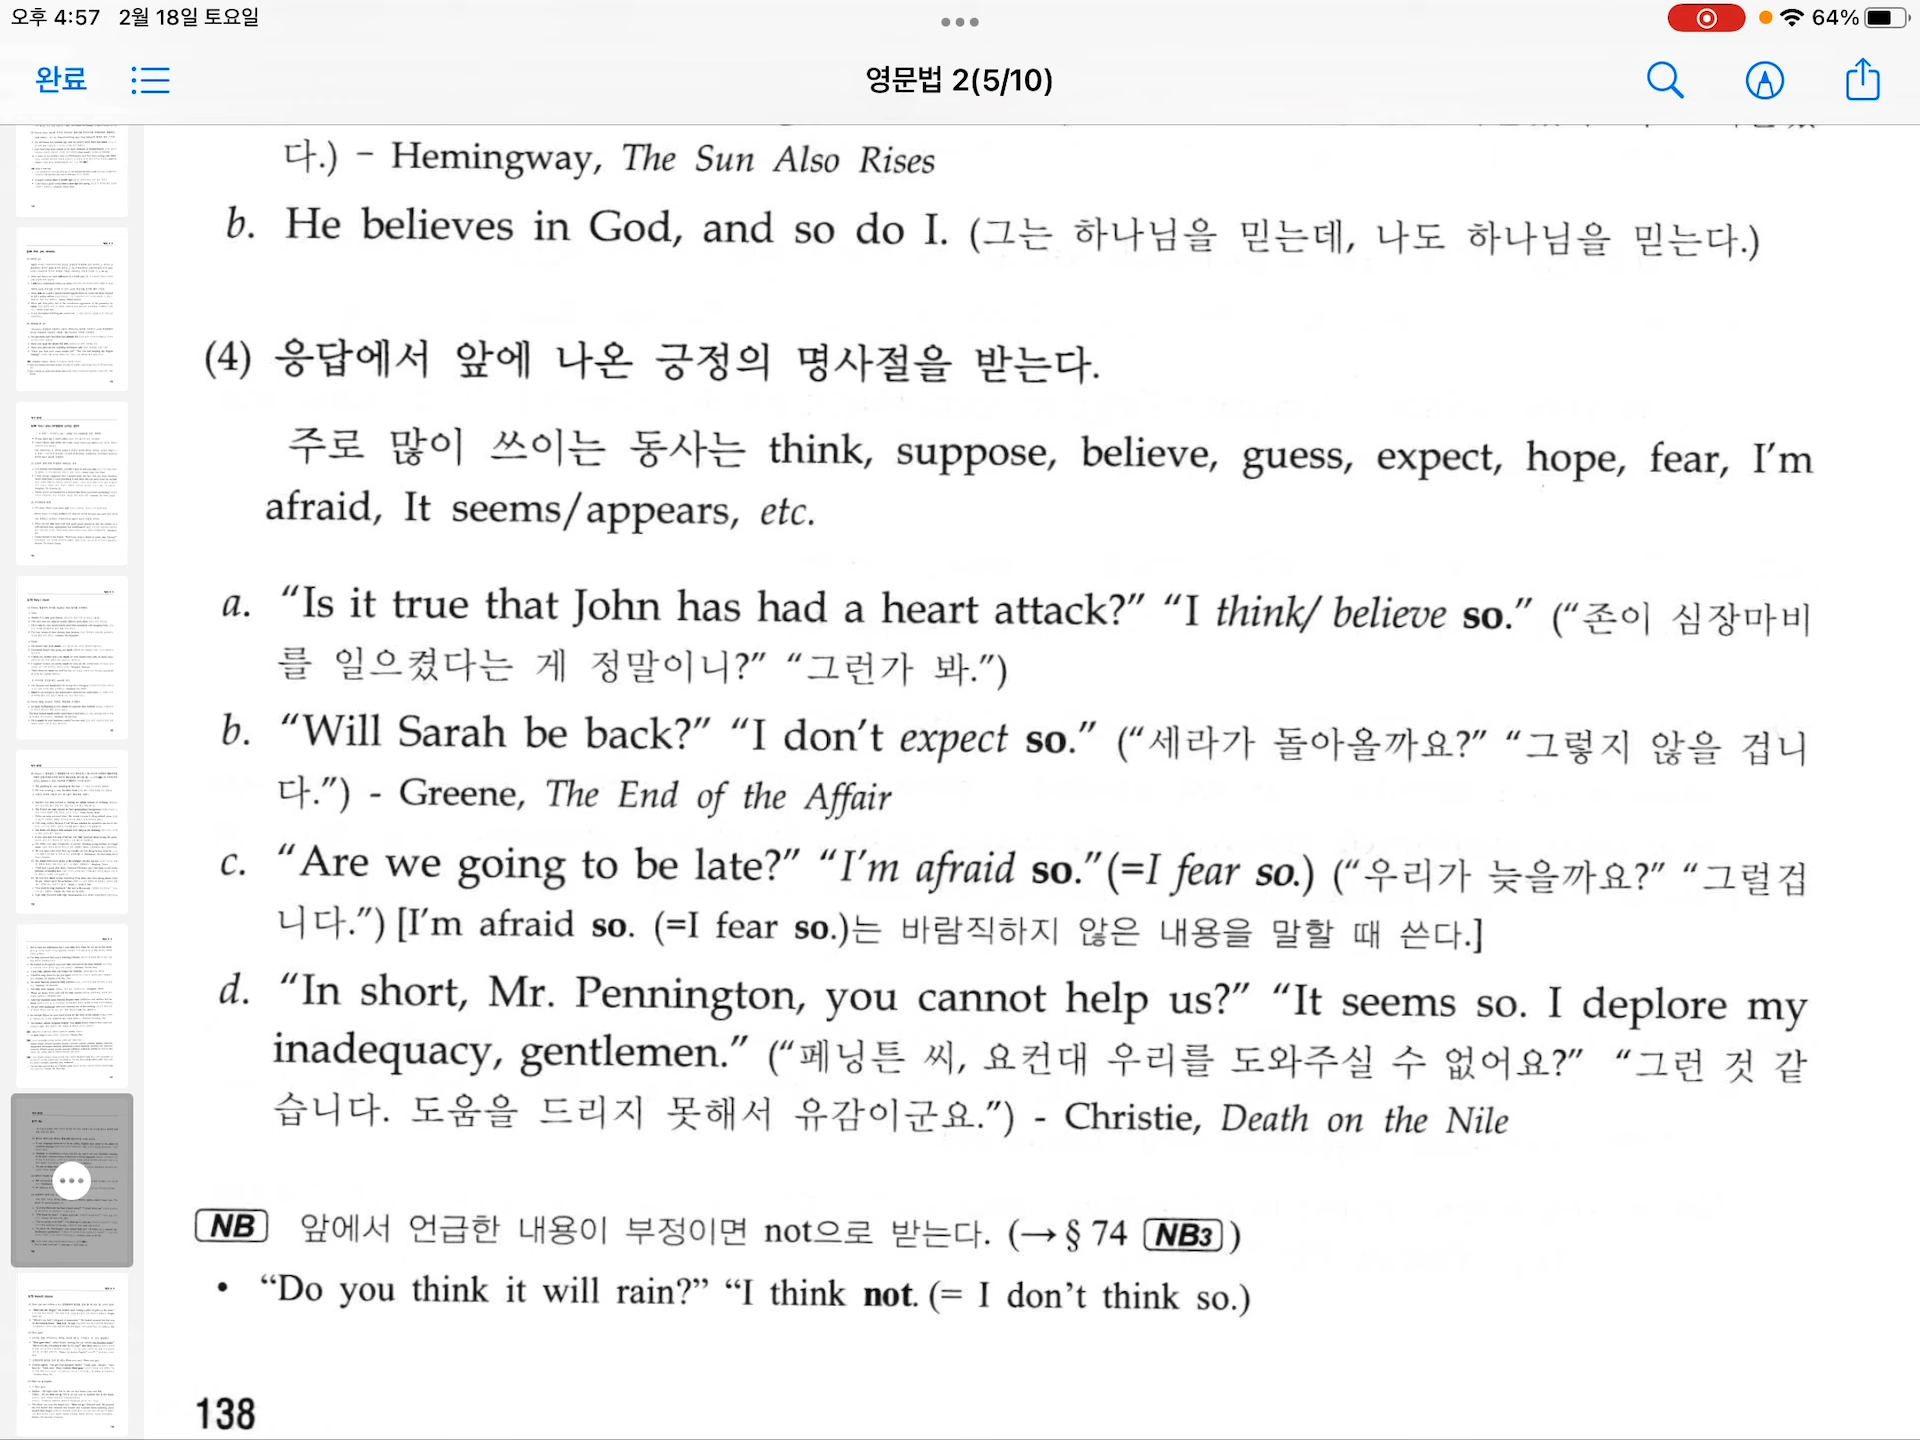 오후 4:57 2월 18일 토요일
64%
완료
영문법 2(5/10)
다.) – Hemingway, The Sun Also Rises
b. He believes in God, and so do I. (그는 하나님을 믿는데, 나도 하나님을 믿는다.)
(4) 응답에서 앞에 나온 긍정의 명사절을 받는다.
주로 많이 쓰이는 동사는 think, suppose, believe, guess, expect, hope, fear, I’m
afraid, It seems/appears, etc.
a. “Is it true that John has had a heart attack?” “I think/ believe so.” (“존이 심장마비
를 일으켰다는 게 정말이니?” “그런가 봐.”)
b. “Will Sarah be back?” “I don’t expect so.” (“세라가 돌아올까요?” “그렇지 않을 겁니
다.”) - Greene, The End of the Affair
c. “Are we going to be late?” “I’m afraid so.”(=I fear so.) (“우리가 늦을까요?” “그럴겁
니다.”) [I’m afraid so. (=I fear so.)는 바람직하지 않은 내용을 말할 때 쓴다.]
d. “In short, Mr. Pennington, you cannot help us?” “It seems so. I deplore my
inadequacy, gentlemen.” (“페닝튼 씨, 요컨대 우리를 도와주실 수 없어요?” “그런 것 같
습니다. 도움을 드리지 못해서 유감이군요.”) - Christie, Death on the Nile
NB 앞에서 언급한 내용이 부정이면 not으로 받는다. (→§ 74 NB3)
• “Do you think it will rain?” “I think not. (= I don’t think so.)
138